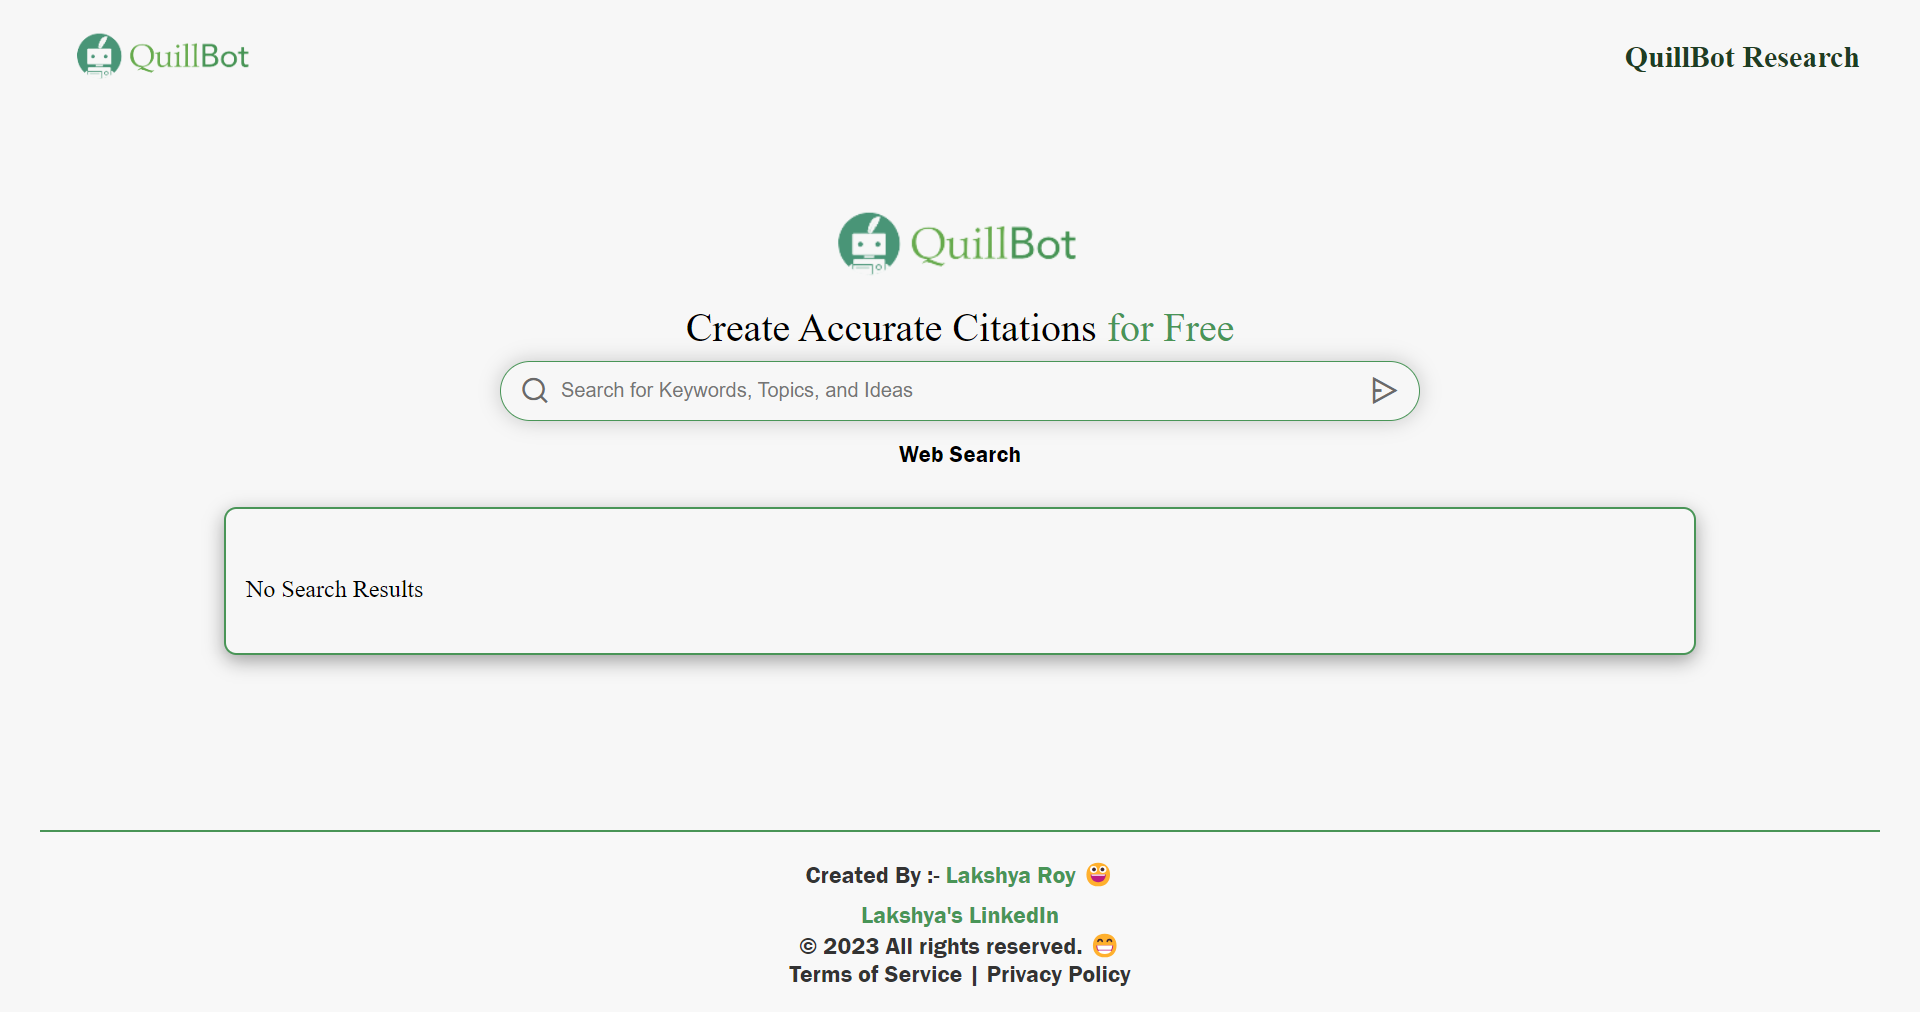 QuillBot
QuillBot Research
QuillBot
Create Accurate Citations for Free
Search for Keywords, Topics, and Ideas
Web Search
No Search Results
Created By :- Lakshya Roy 😀
Lakshya's LinkedIn
© 2023 All rights reserved. 😁
Terms of Service | Privacy Policy